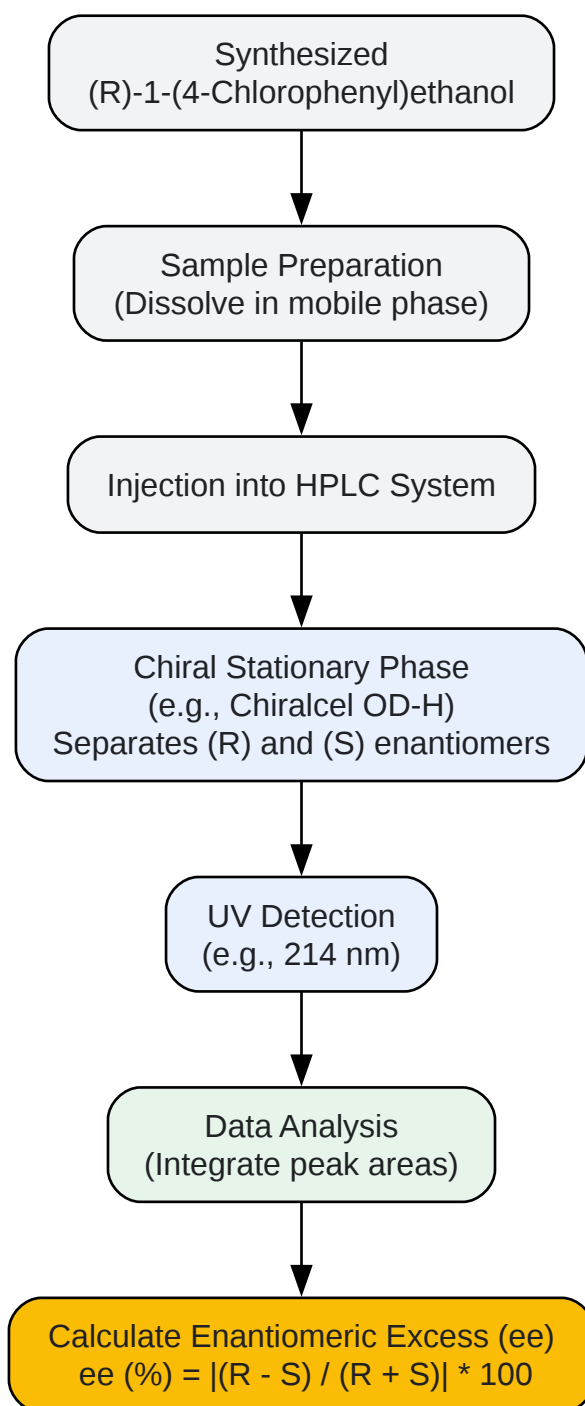 Synthesized
(R)-1-(4-Chlorophenyl)ethanol
Sample Preparation
(Dissolve in mobile phase)
Injection into HPLC System
Chiral Stationary Phase
(e.g., Chiralcel OD-H)
Separates (R) and (S) enantiomers
UV Detection
(e.g., 214 nm)
Data Analysis
(Integrate peak areas)
Calculate Enantiomeric Excess (ee)
ee (%) = |(R - S) / (R + S)| * 100